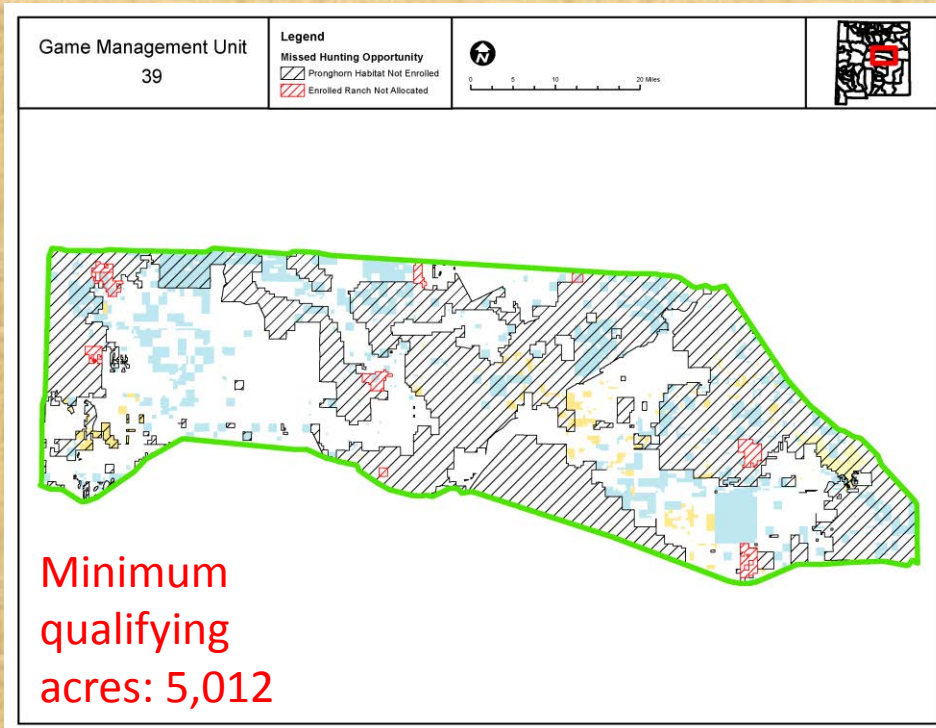 Game Management Unit
39
Legend
Missed Hunting Opportunity
Pronghorn Habitat Not Enrolled
Enrolled Ranch Not Allocated
N
0 5 10 20 Miles
Minimum
qualifying
acres: 5,012